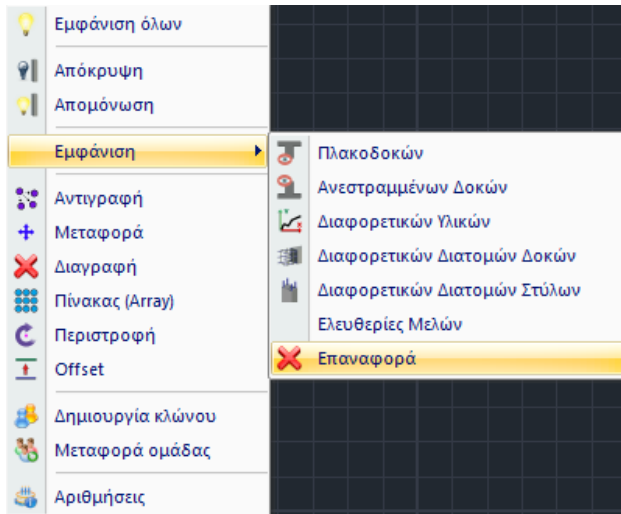 Εμφάνιση όλων
Απόκρυψη
Απομόνωση
Εμφάνιση
Αντιγραφή
Μεταφορά
Διαγραφή
Πίνακας (Array)
Περιστροφή
Offset
Δημιουργία κλώνου
Μεταφορά ομάδας
Αριθμήσεις
Πλακοδοκών
Ανεστραμμένων Δοκών
Διαφορετικών Υλικών
Διαφορετικών Διατομών Δοκών
Διαφορετικών Διατομών Στύλων
Ελευθερίες Μελών
Επαναφορά